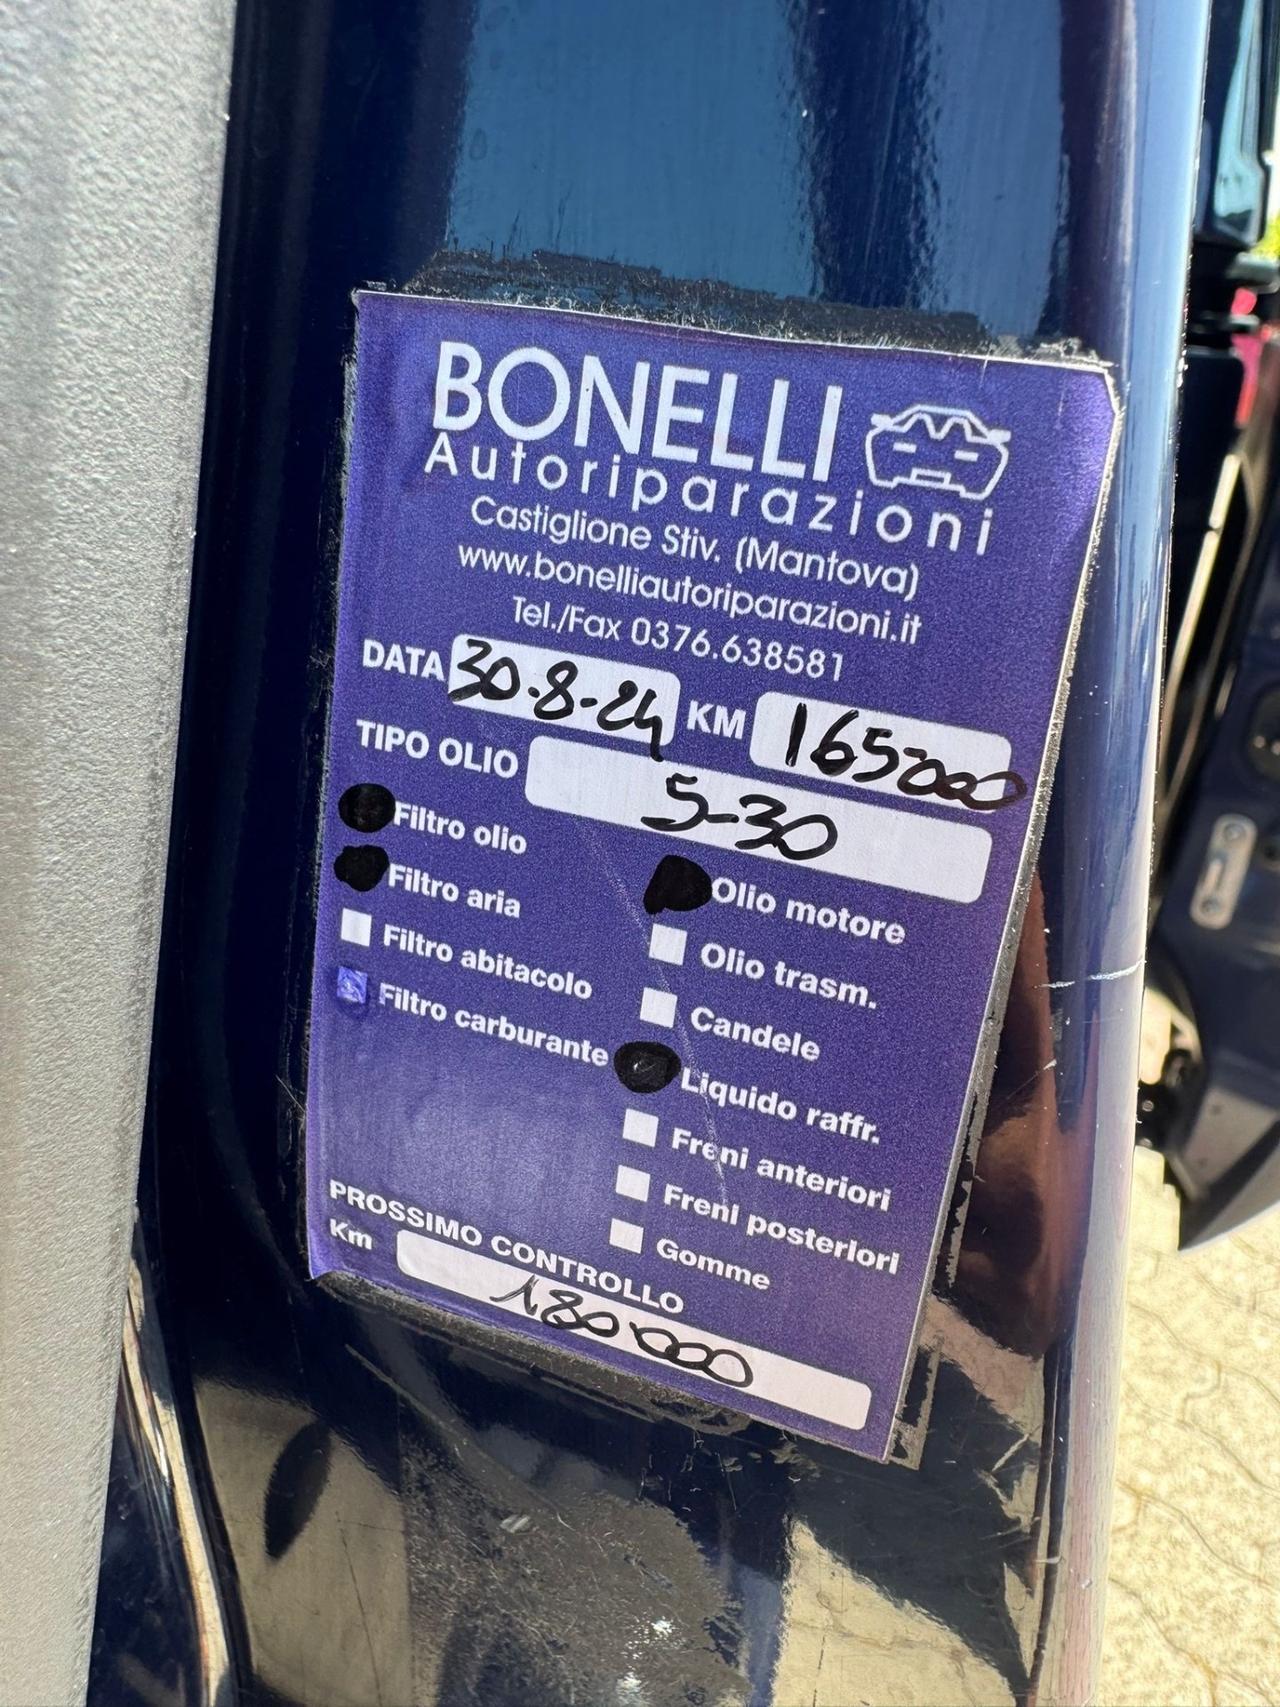 BONELLI
Autoriparazioni
Castiglione Stiv. (Mantova)
www.bonelliautoriparazioni.it
Tel./Fax 0376.638581
DATA 30-8-24 KM 165000
TIPO OLIO 5-30
Filtro olio
Filtro aria
Filtro abitacolo
Filtro carburante
Olio motore
Olio trasm.
Candele
Liquido raffr.
Freni anteriori
Freni posteriori
Gomme
PROSSIMO CONTROLLO
Km 180'000